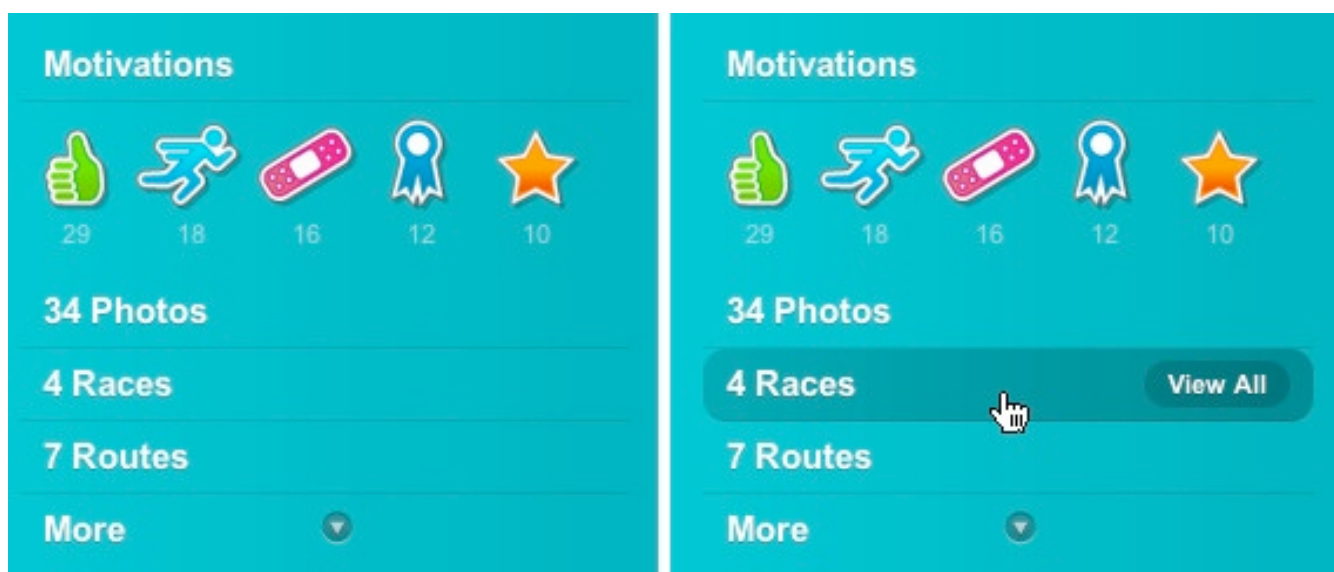 Motivations
29 18 16 12 10
34 Photos
4 Races
7 Routes
More
Motivations
29 18 16 12 10
34 Photos
4 Races View All
7 Routes
More